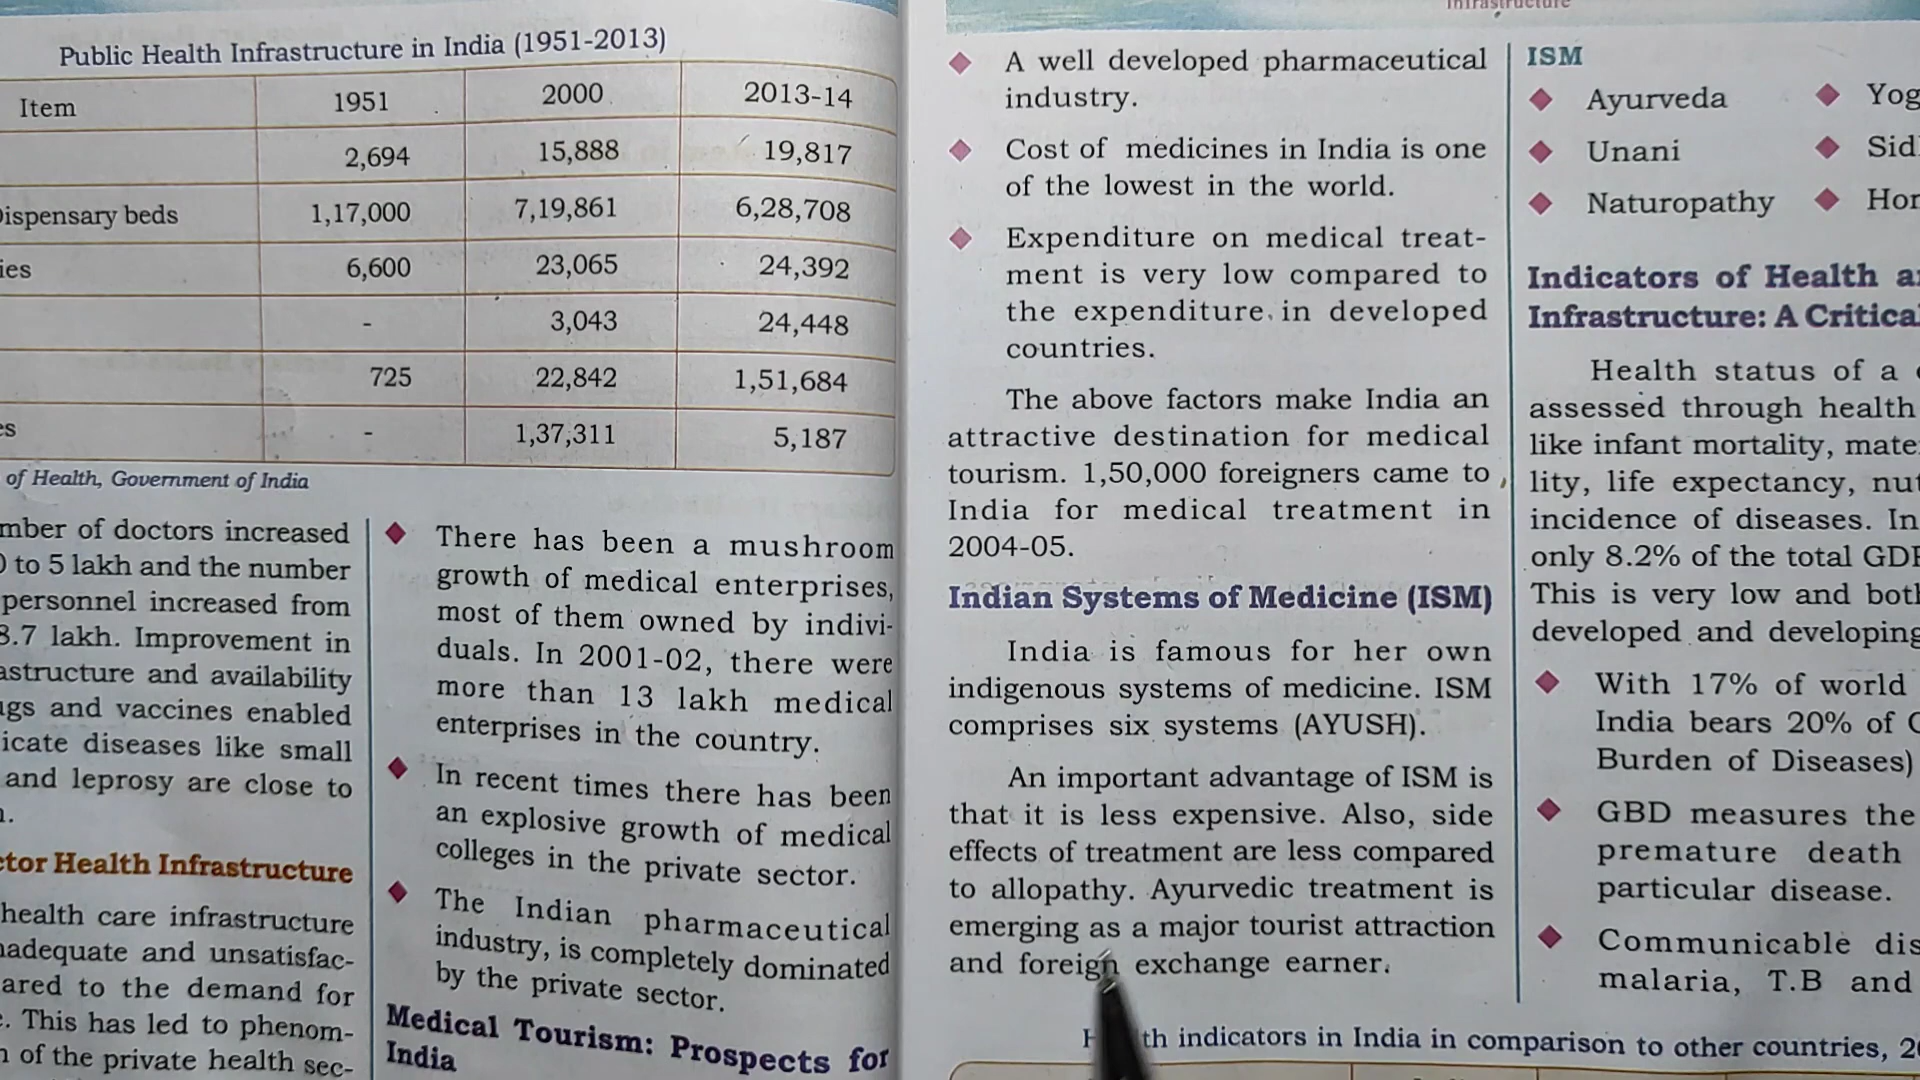 Infrastructure
Public Health Infrastructure in India (1951-2013)
Item 1951 2000 2013-14
2,694 15,888 19,817
Dispensary beds 1,17,000 7,19,861 6,28,708
ies 6,600 23,065 24,392
- 3,043 24,448
725 22,842 1,51,684
es - 1,37,311 5,187
of Health, Government of India
mber of doctors increased
0 to 5 lakh and the number
personnel increased from
8.7 lakh. Improvement in
astructure and availability
ugs and vaccines enabled
icate diseases like small
and leprosy are close to
ctor Health Infrastructure
health care infrastructure
nadequate and unsatisfac-
ared to the demand for
e. This has led to phenom-
n of the private health sec-
There has been a mushroom
growth of medical enterprises,
most of them owned by indivi-
duals. In 2001-02, there were
more than 13 lakh medical
enterprises in the country.
In recent times there has been
an explosive growth of medical
colleges in the private sector.
The Indian pharmaceutical
industry, is completely dominated
by the private sector.
Medical Tourism: Prospects for
India
A well developed pharmaceutical
industry.
Cost of medicines in India is one
of the lowest in the world.
Expenditure on medical treat-
ment is very low compared to
the expenditure in developed
countries.
The above factors make India an
attractive destination for medical
tourism. 1,50,000 foreigners came to
India for medical treatment in
2004-05.
Indian Systems of Medicine (ISM)
India is famous for her own
indigenous systems of medicine. ISM
comprises six systems (AYUSH).
An important advantage of ISM is
that it is less expensive. Also, side
effects of treatment are less compared
to allopathy. Ayurvedic treatment is
emerging as a major tourist attraction
and foreign exchange earner.
ISM
Ayurveda Yog
Unani Sid
Naturopathy Hor
Indicators of Health a
Infrastructure: A Critica
Health status of a
assessed through health
like infant mortality, mate
lity, life expectancy, nut
incidence of diseases. In
only 8.2% of the total GDP
This is very low and both
developed and developing
With 17% of world
India bears 20% of
Burden of Diseases)
GBD measures the
premature death
particular disease.
Communicable dis
malaria, T.B and
th indicators in India in comparison to other countries, 2